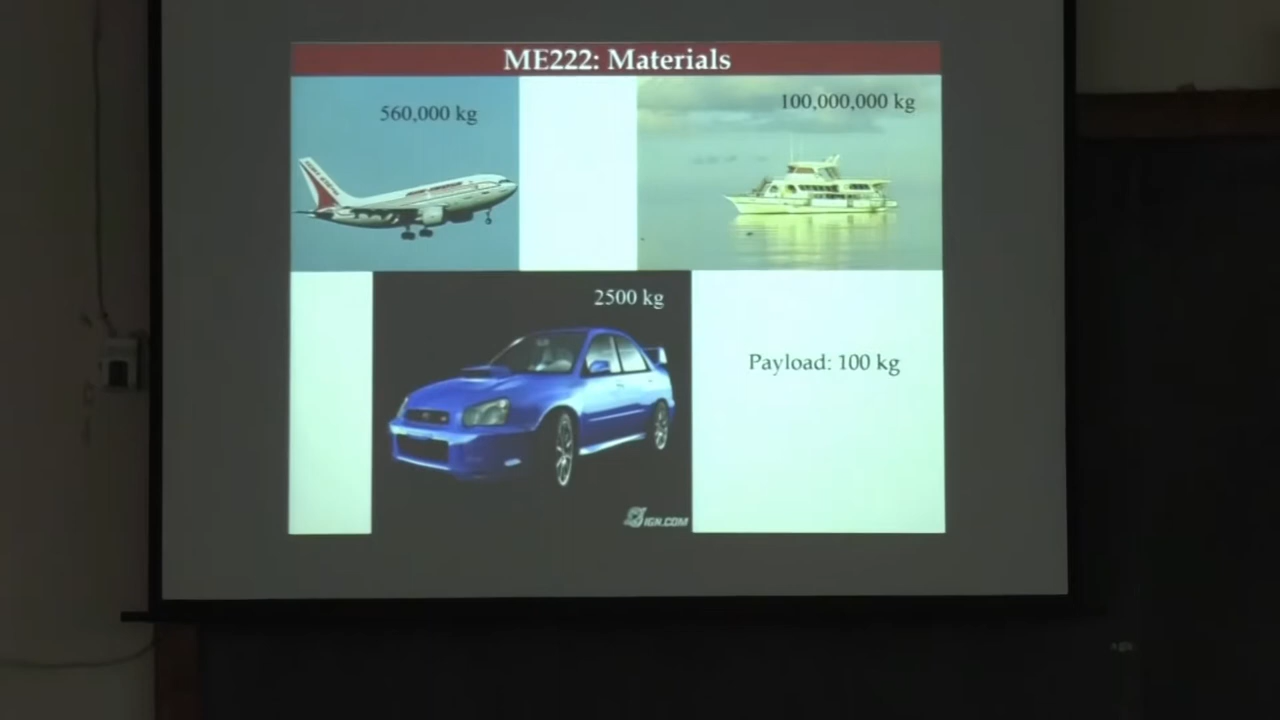 ME222: Materials
560,000 kg
100,000,000 kg
2500 kg
Payload: 100 kg
IGN.COM